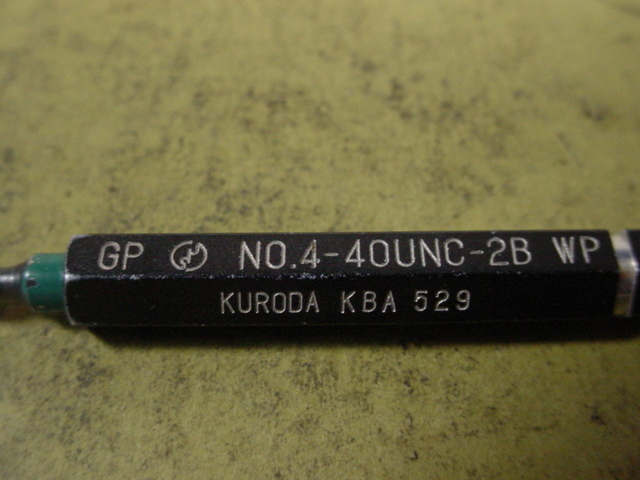 GP NO.4-40UNC-2B WP
KURODA KBA 529